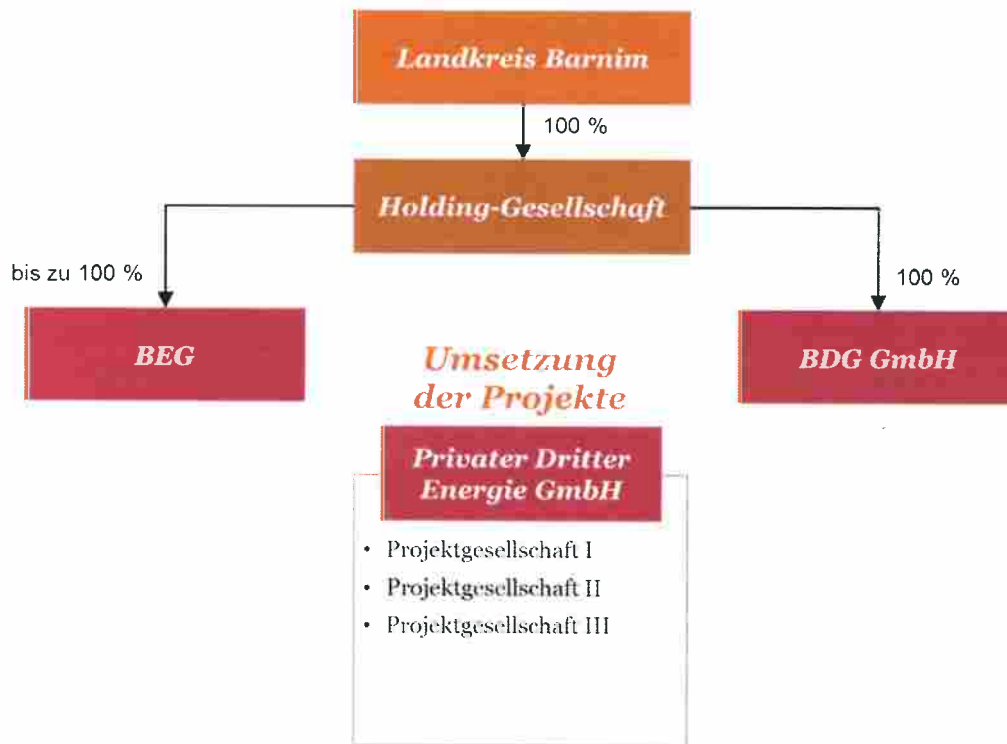 Landkreis Barnim
100 %
Holding-Gesellschaft
bis zu 100 %
100 %
BEG
BDG GmbH
Umsetzung
der Projekte
Privater Dritter
Energie GmbH
• Projektgesellschaft I
• Projektgesellschaft II
• Projektgesellschaft III